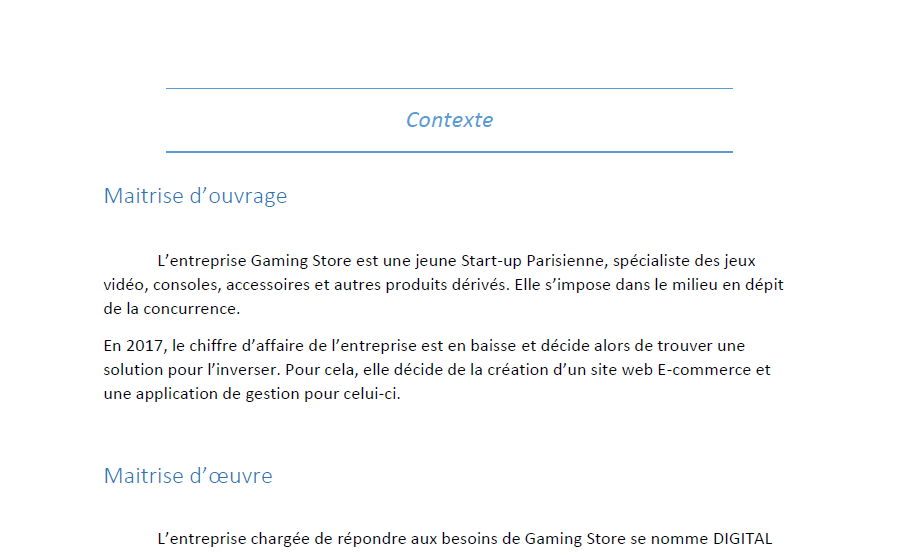 Contexte
Maitrise d’ouvrage
L’entreprise Gaming Store est une jeune Start-up Parisienne, spécialiste des jeux
vidéo, consoles, accessoires et autres produits dérivés. Elle s’impose dans le milieu en dépit
de la concurrence.
En 2017, le chiffre d’affaire de l’entreprise est en baisse et décide alors de trouver une
solution pour l’inverser. Pour cela, elle décide de la création d’un site web E-commerce et
une application de gestion pour celui-ci.
Maitrise d’œuvre
L’entreprise chargée de répondre aux besoins de Gaming Store se nomme DIGITAL